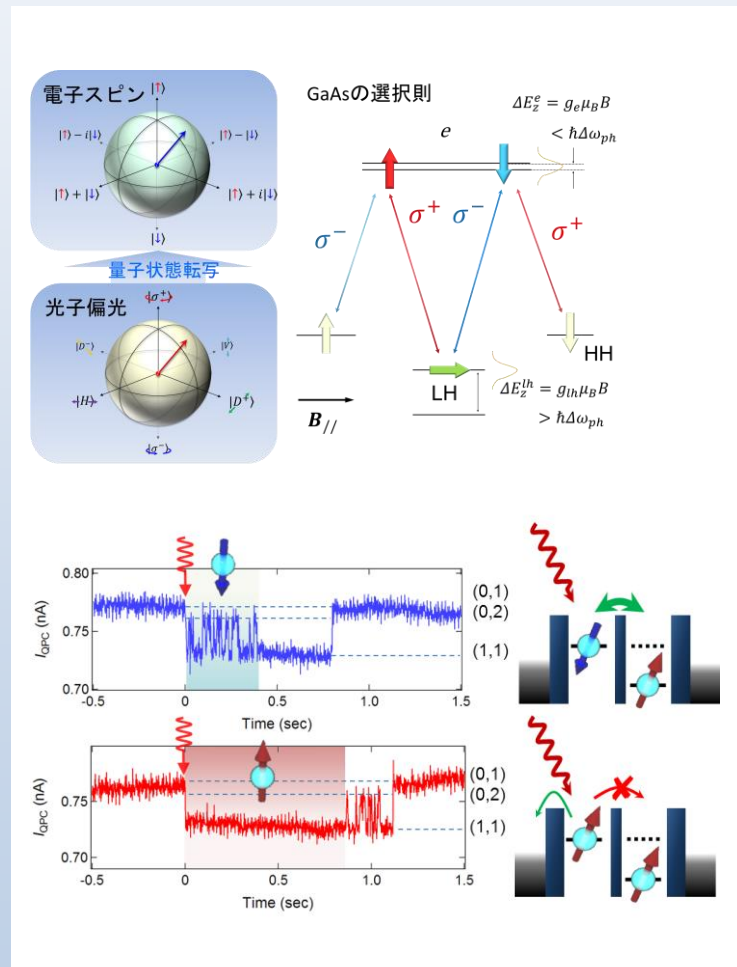 電子スピン
|↑⟩
|↑⟩ − i|↓⟩
|↑⟩ − |↓⟩
|↑⟩ + |↓⟩
|↑⟩ + i|↓⟩
|↓⟩
量子状態転写
光子偏光
|σ⁺⟩
|D⁻⟩
|V⟩
|H⟩
|D⁺⟩
|σ⁻⟩
GaAsの選択則
e
ΔE_z^e = g_e μ_B B
< ħΔω_ph
σ⁻
σ⁺
σ⁻
σ⁺
HH
LH
ΔE_z^lh = g_lh μ_B B
> ħΔω_ph
B_//
I_QPC (nA)
0.80
0.75
0.70
(0,1)
(0,2)
(1,1)
-0.5
0
0.5
1.0
1.5
Time (sec)
I_QPC (nA)
0.75
0.70
(0,1)
(0,2)
(1,1)
-0.5
0
0.5
1.0
1.5
Time (sec)